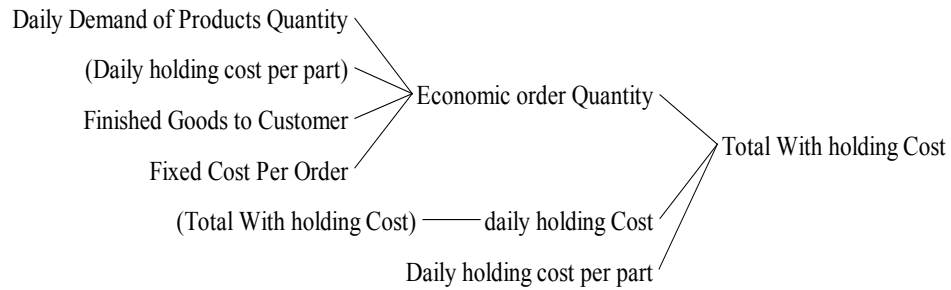 Daily Demand of Products Quantity
(Daily holding cost per part)
Economic order Quantity
Finished Goods to Customer
Total With holding Cost
Fixed Cost Per Order
(Total With holding Cost)
daily holding Cost
Daily holding cost per part